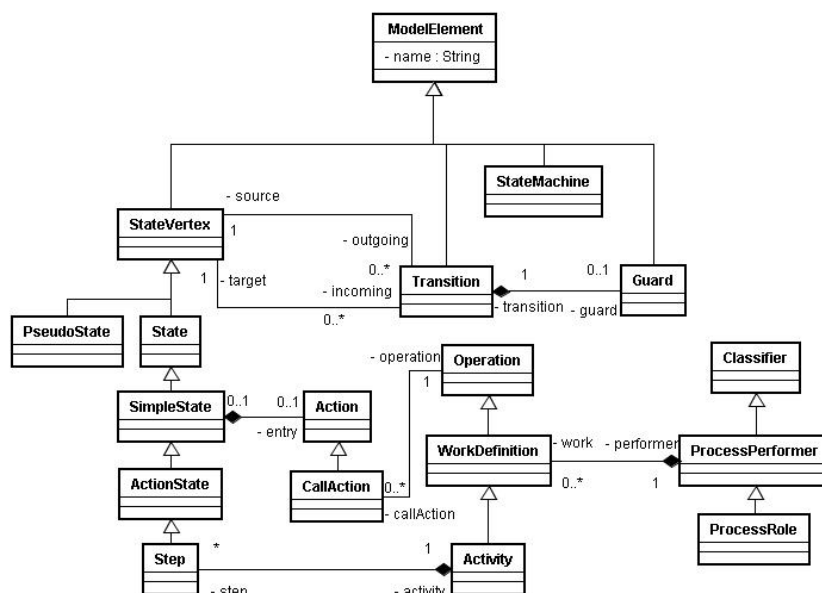 ModelElement
- name : String
StateMachine
- source
StateVertex
1
- outgoing
1
- target
0..*
Transition
1
0..1
Guard
- incoming
- transition
- guard
0..*
PseudoState
State
- operation
Operation
1
Classifier
SimpleState
0..1
0..1
Action
- entry
WorkDefinition
- work
- performer
ProcessPerformer
0..*
1
ActionState
CallAction
0..*
- callAction
ProcessRole
Step
*
1
Activity
- step
- activity